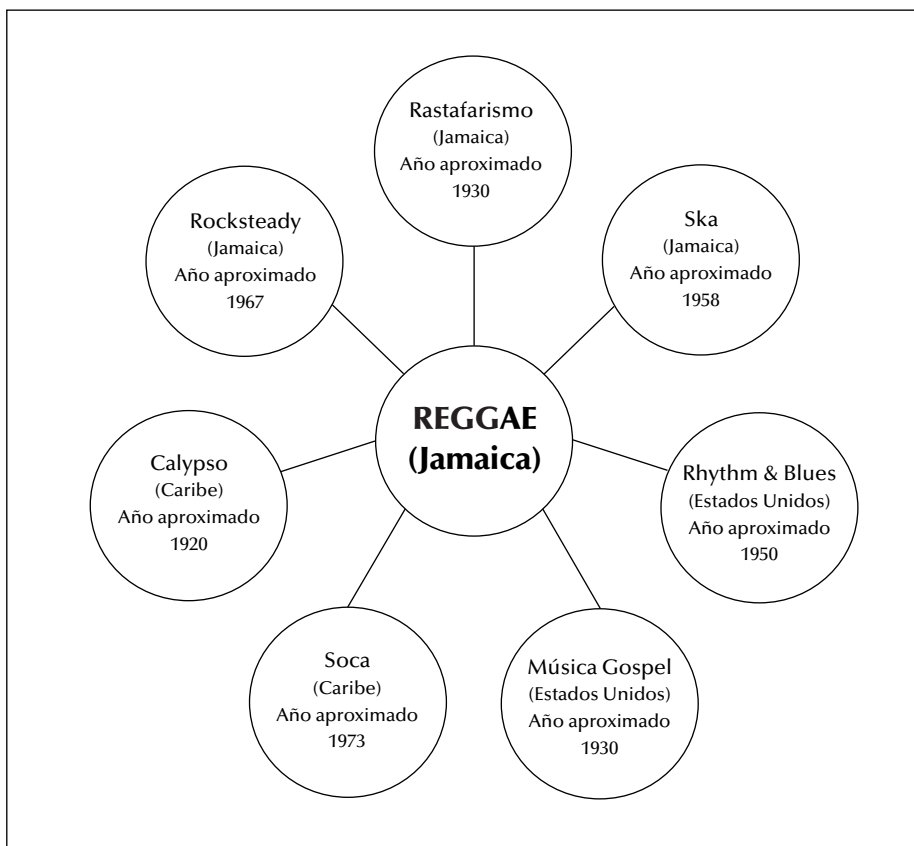 Rastafarismo
(Jamaica)
Año aproximado
1930
Rocksteady
(Jamaica)
Año aproximado
1967
Ska
(Jamaica)
Año aproximado
1958
REGGAE
(Jamaica)
Calypso
(Caribe)
Año aproximado
1920
Rhythm & Blues
(Estados Unidos)
Año aproximado
1950
Soca
(Caribe)
Año aproximado
1973
Música Gospel
(Estados Unidos)
Año aproximado
1930